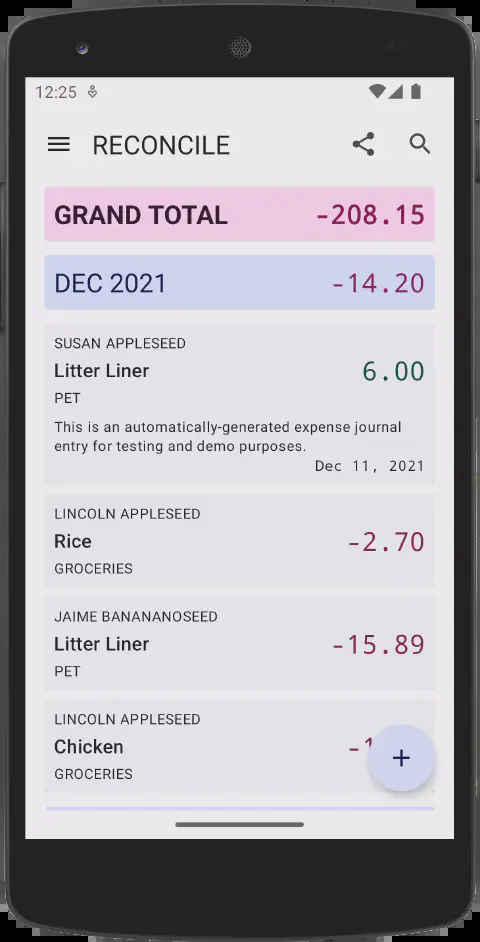 12:25
RECONCILE
GRAND TOTAL -208.15
DEC 2021 -14.20
SUSAN APPLESEED
Litter Liner 6.00
PET
This is an automatically-generated expense journal
entry for testing and demo purposes.
Dec 11, 2021
LINCOLN APPLESEED
Rice -2.70
GROCERIES
JAIME BANANANOSEED
Litter Liner -15.89
PET
LINCOLN APPLESEED
Chicken
GROCERIES